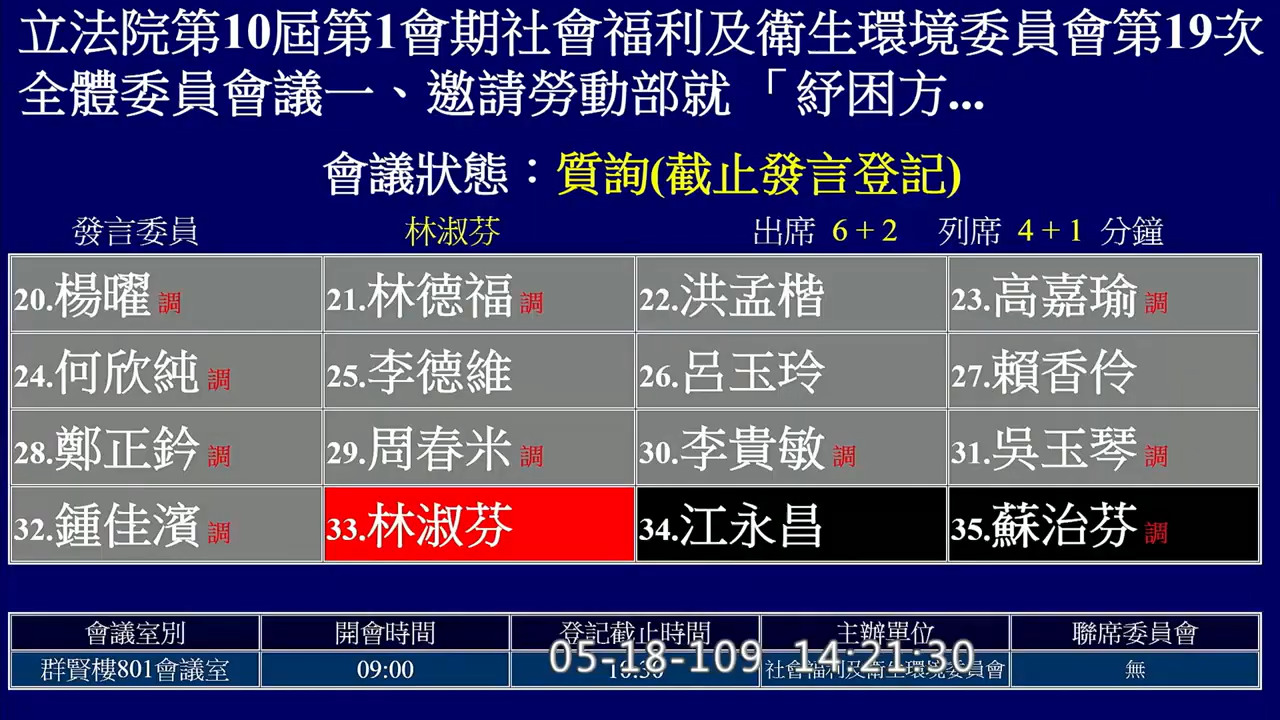 立法院第10屆第1會期社會福利及衛生環境委員會第19次
全體委員會議一、邀請勞動部就「紓困方...
會議狀態：質詢(截止發言登記)
發言委員 林淑芬 出席 6 + 2 列席 4 + 1 分鐘
20.楊曜調 21.林德福調 22.洪孟楷 23.高嘉瑜調
24.何欣純調 25.李德維 26.呂玉玲 27.賴香伶
28.鄭正鈐調 29.周春米調 30.李貴敏調 31.吳玉琴調
32.鍾佳濱調 33.林淑芬 34.江永昌 35.蘇治芬調
會議室別 開會時間 登記截止時間 主辦單位 聯席委員會
05-18-109 14:21:30
群賢樓801會議室 09:00 10:30 社會福利及衛生環境委員會 無